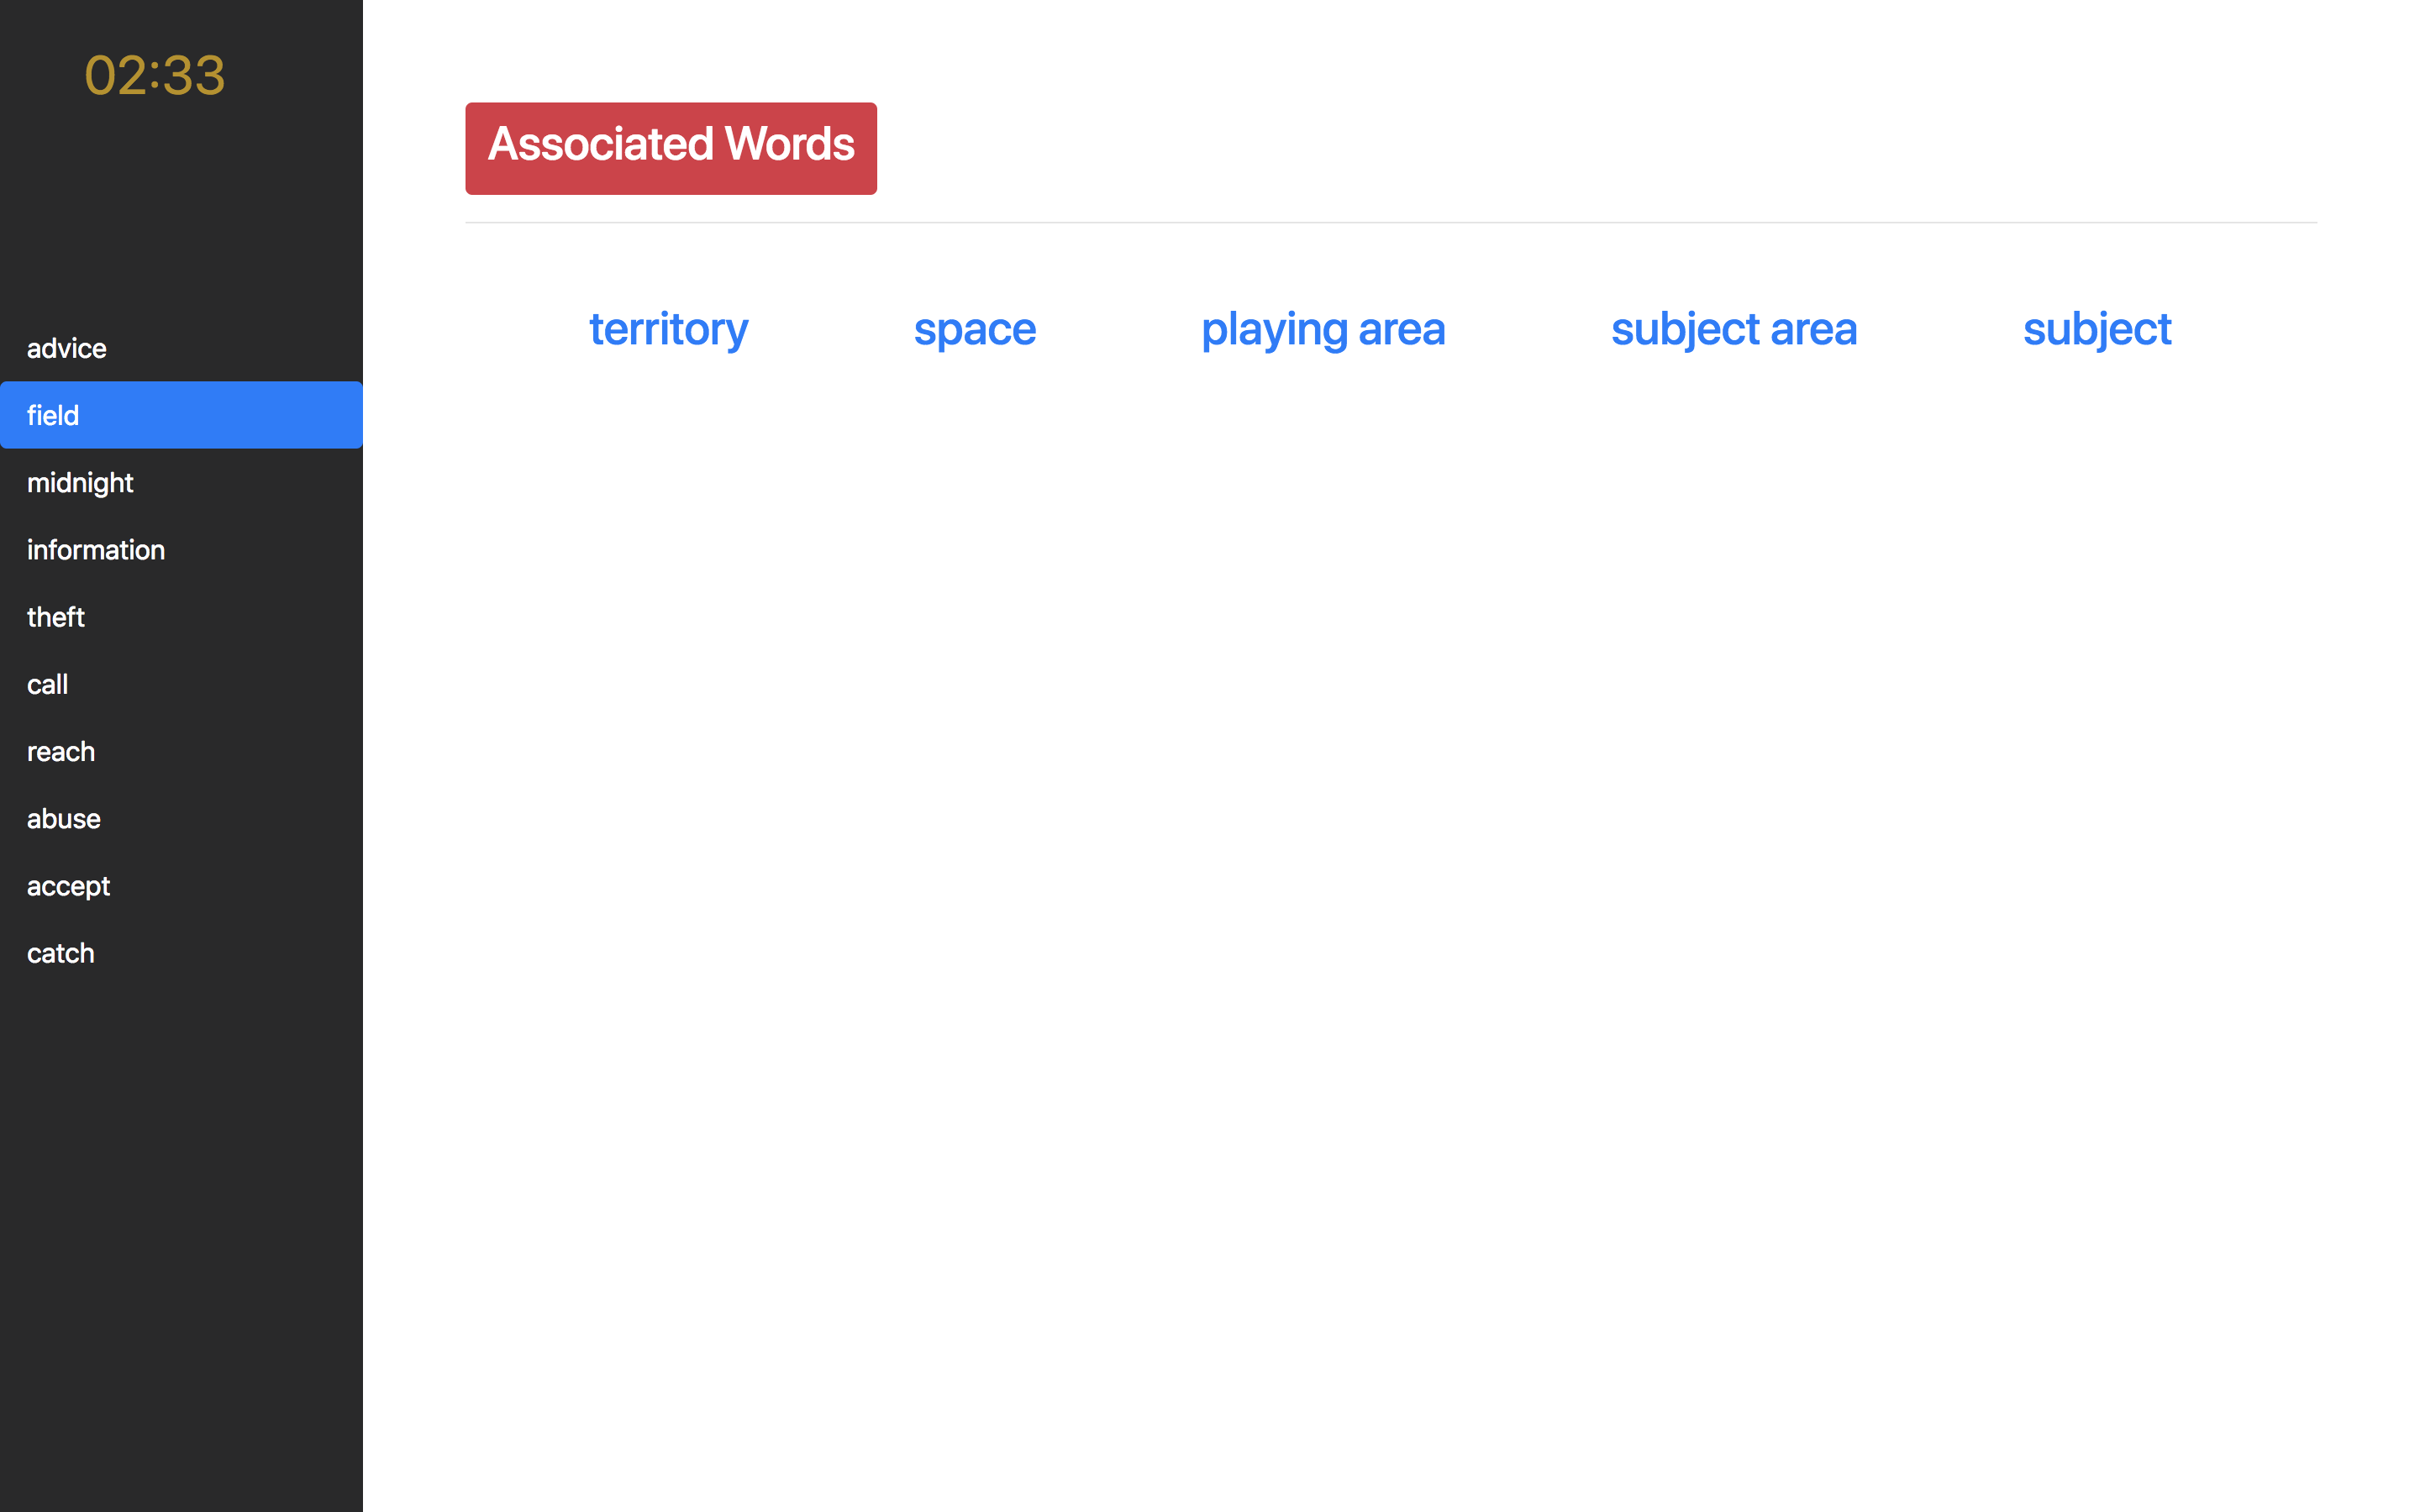 02:33
advice
field
midnight
information
theft
call
reach
abuse
accept
catch
Associated Words
territory space playing area subject area subject